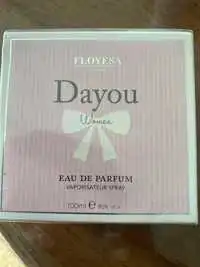 FLOYESA
Dayou
Women
EAU DE PARFUM
VAPORISATEUR SPRAY
100ml e